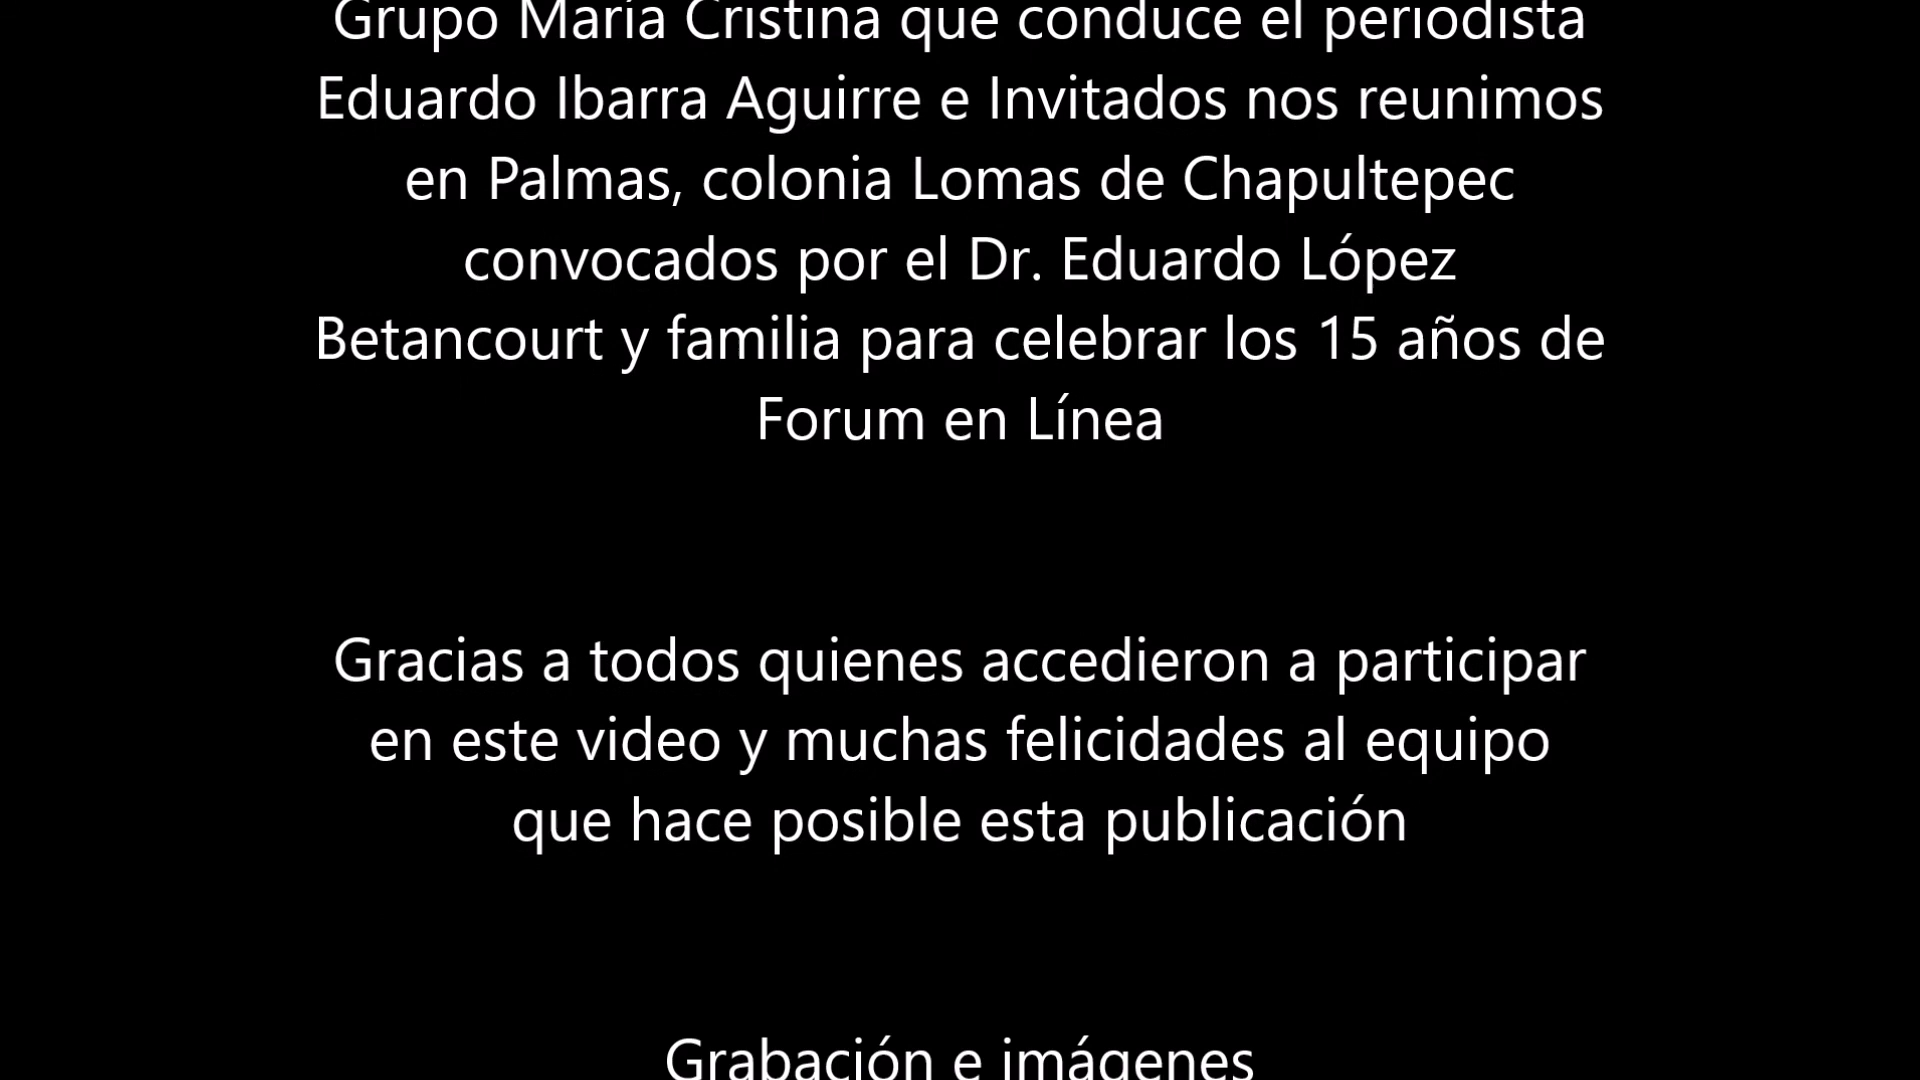 Grupo María Cristina que conduce el periodista
Eduardo Ibarra Aguirre e Invitados nos reunimos
en Palmas, colonia Lomas de Chapultepec
convocados por el Dr. Eduardo López
Betancourt y familia para celebrar los 15 años de
Forum en Línea
Gracias a todos quienes accedieron a participar
en este video y muchas felicidades al equipo
que hace posible esta publicación
Grabación e imágenes